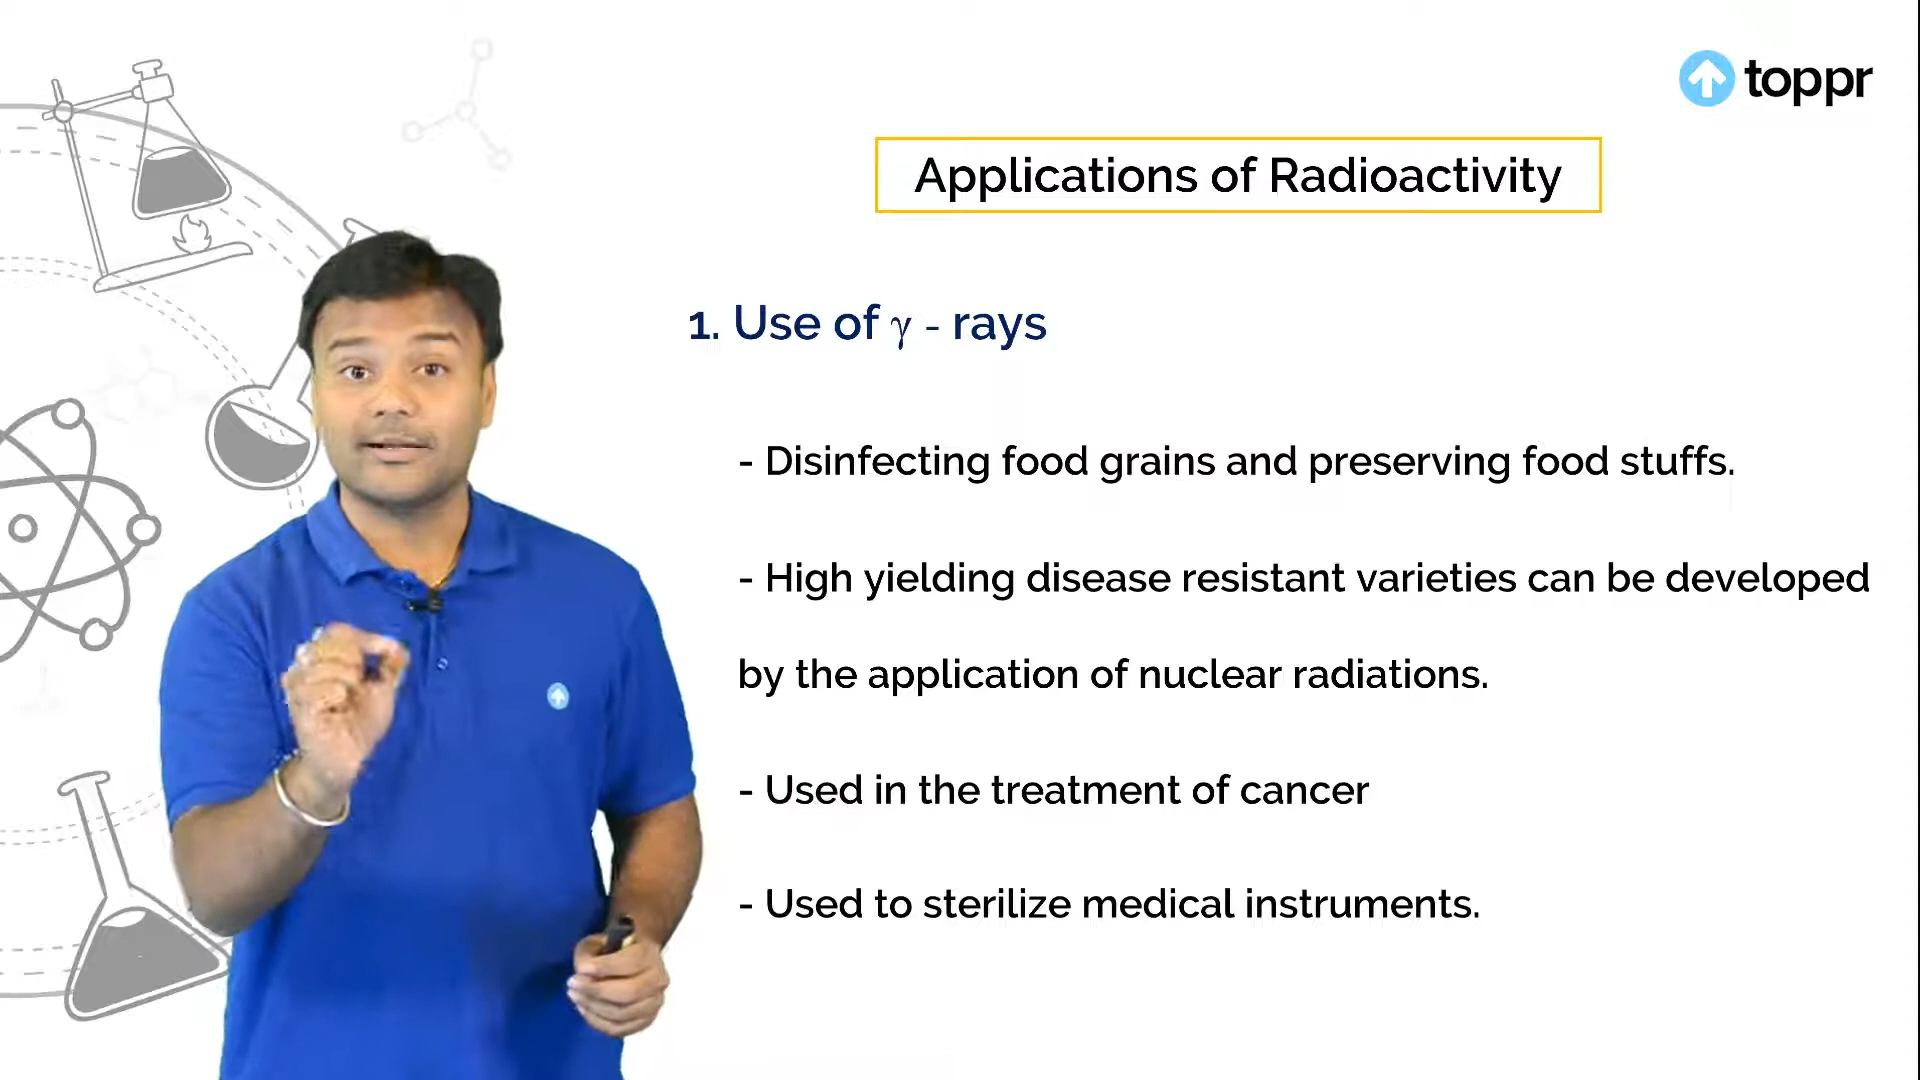 toppr
Applications of Radioactivity
1. Use of γ - rays
- Disinfecting food grains and preserving food stuffs.
- High yielding disease resistant varieties can be developed
by the application of nuclear radiations.
- Used in the treatment of cancer
- Used to sterilize medical instruments.